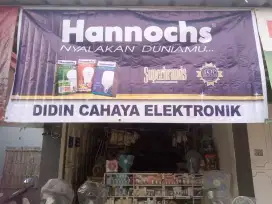 Hannochs
NYALAKAN DUNIAMU...
Superbrands
DIDIN CAHAYA ELEKTRONIK